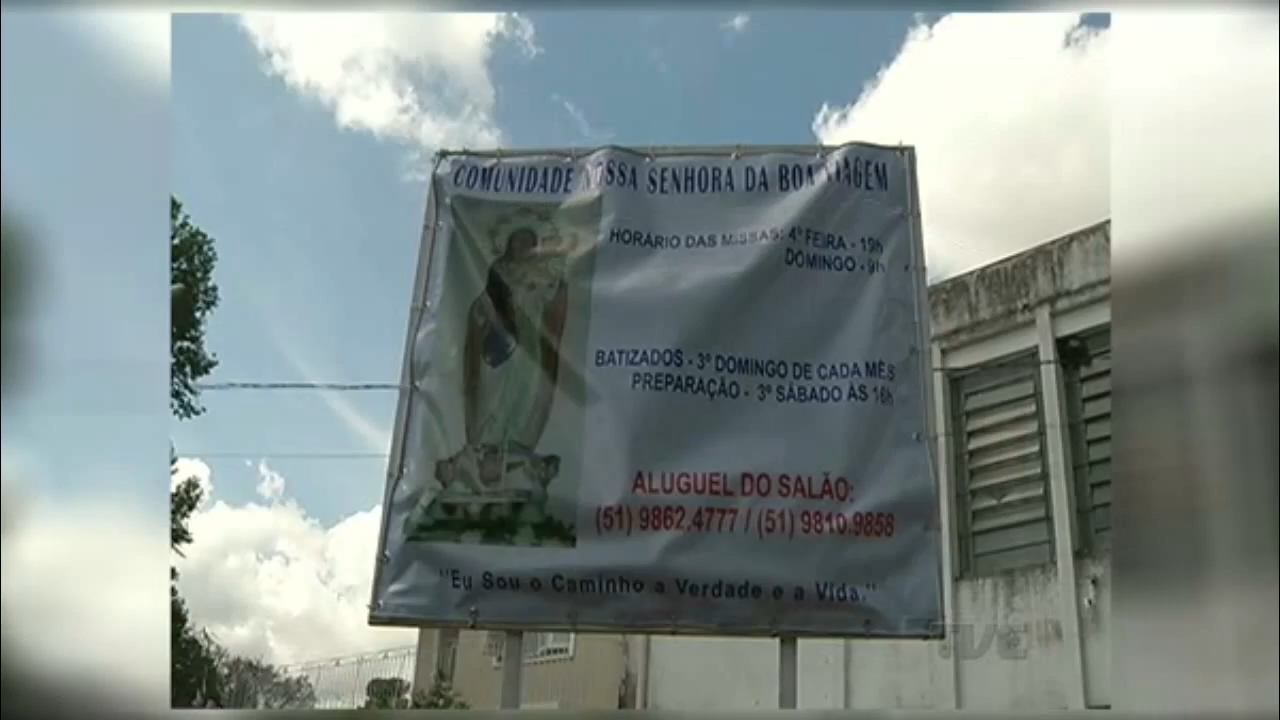 COMUNIDADE NOSSA SENHORA DA BOA VIAGEM
HORÁRIO DAS MISSAS: 4ª FEIRA - 19h
DOMINGO - 9h
BATIZADOS - 3º DOMINGO DE CADA MÊS
PREPARAÇÃO - 3º SÁBADO ÀS 16h
ALUGUEL DO SALÃO:
(51) 9862.4777 / (51) 9810.9858
"Eu Sou o Caminho a Verdade e a Vida."
TVE